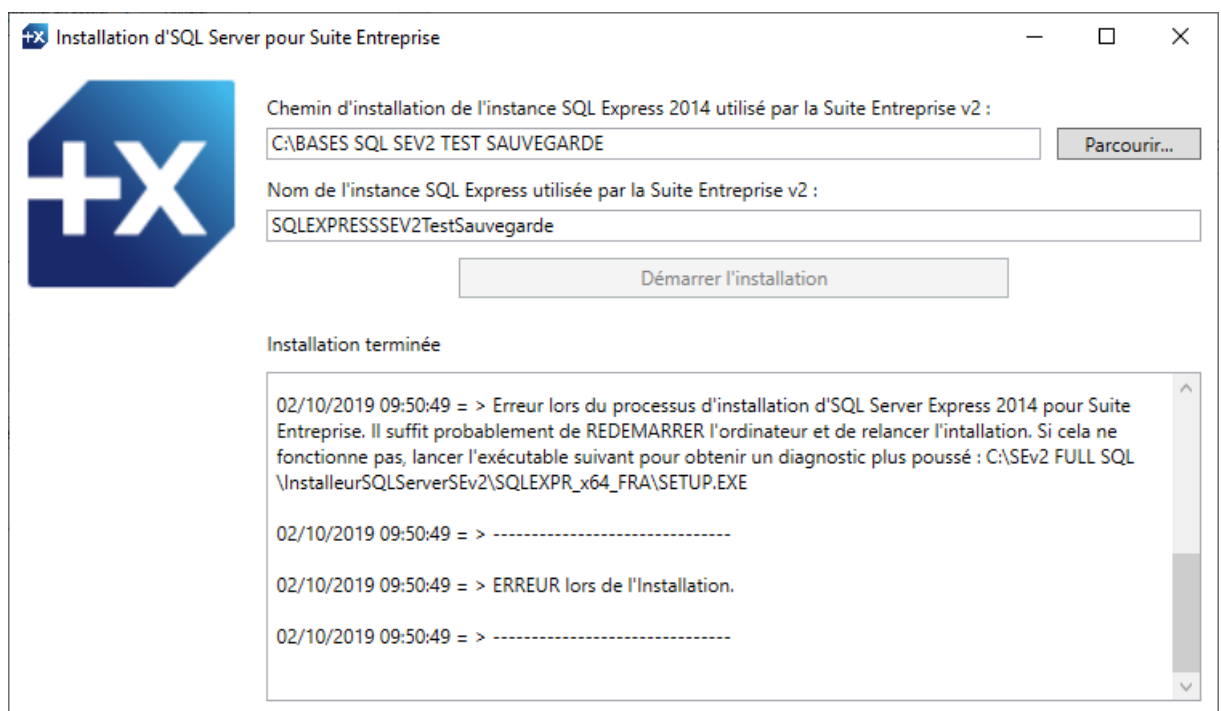 +X Installation d'SQL Server pour Suite Entreprise
+X
Chemin d'installation de l'instance SQL Express 2014 utilisé par la Suite Entreprise v2 :
C:\BASES SQL SEV2 TEST SAUVEGARDE
Parcourir...
Nom de l'instance SQL Express utilisée par la Suite Entreprise v2 :
SQLEXPRESSSEV2TestSauvegarde
Démarrer l'installation
Installation terminée
02/10/2019 09:50:49 = > Erreur lors du processus d'installation d'SQL Server Express 2014 pour Suite
Entreprise. Il suffit probablement de REDEMARRER l'ordinateur et de relancer l'intallation. Si cela ne
fonctionne pas, lancer l'exécutable suivant pour obtenir un diagnostic plus poussé : C:\SEv2 FULL SQL
\InstalleurSQLServerSEv2\SQLEXPR_x64_FRA\SETUP.EXE
02/10/2019 09:50:49 = > -------------------------------
02/10/2019 09:50:49 = > ERREUR lors de l'Installation.
02/10/2019 09:50:49 = > -------------------------------